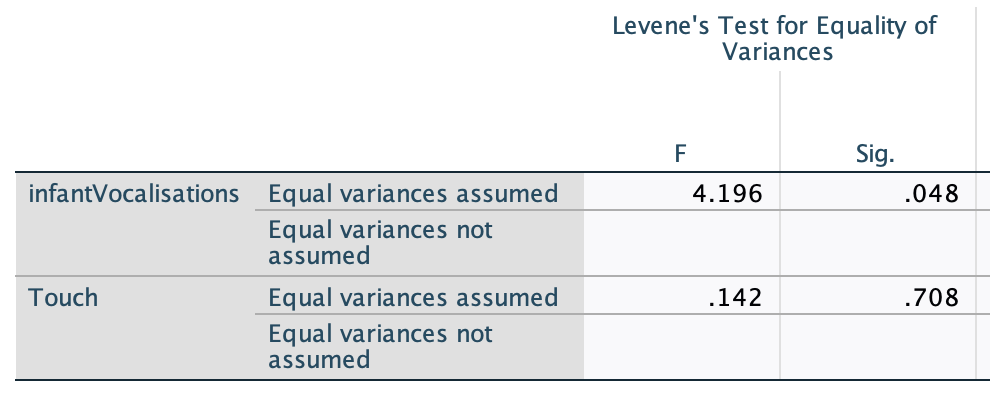 Levene's Test for Equality of
Variances
F Sig.
infantVocalisations Equal variances assumed 4.196 .048
Equal variances not
assumed
Touch Equal variances assumed .142 .708
Equal variances not
assumed